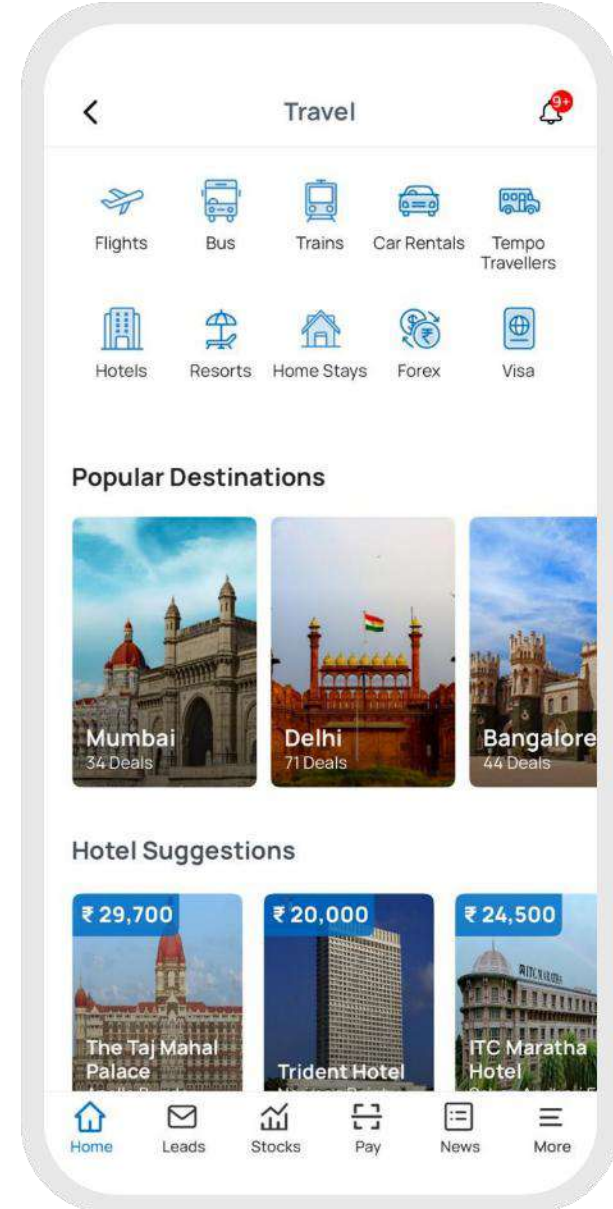 Travel
9+
Flights
Bus
Trains
Car Rentals
Tempo
Travellers
Hotels
Resorts
Home Stays
Forex
Visa
Popular Destinations
Mumbai
34 Deals
Delhi
71 Deals
Bangalore
44 Deals
Hotel Suggestions
₹ 29,700
₹ 20,000
₹ 24,500
ITC MARATHA
The Taj Mahal
Palace
Trident Hotel
ITC Maratha
Hotel
Home
Leads
Stocks
Pay
News
More